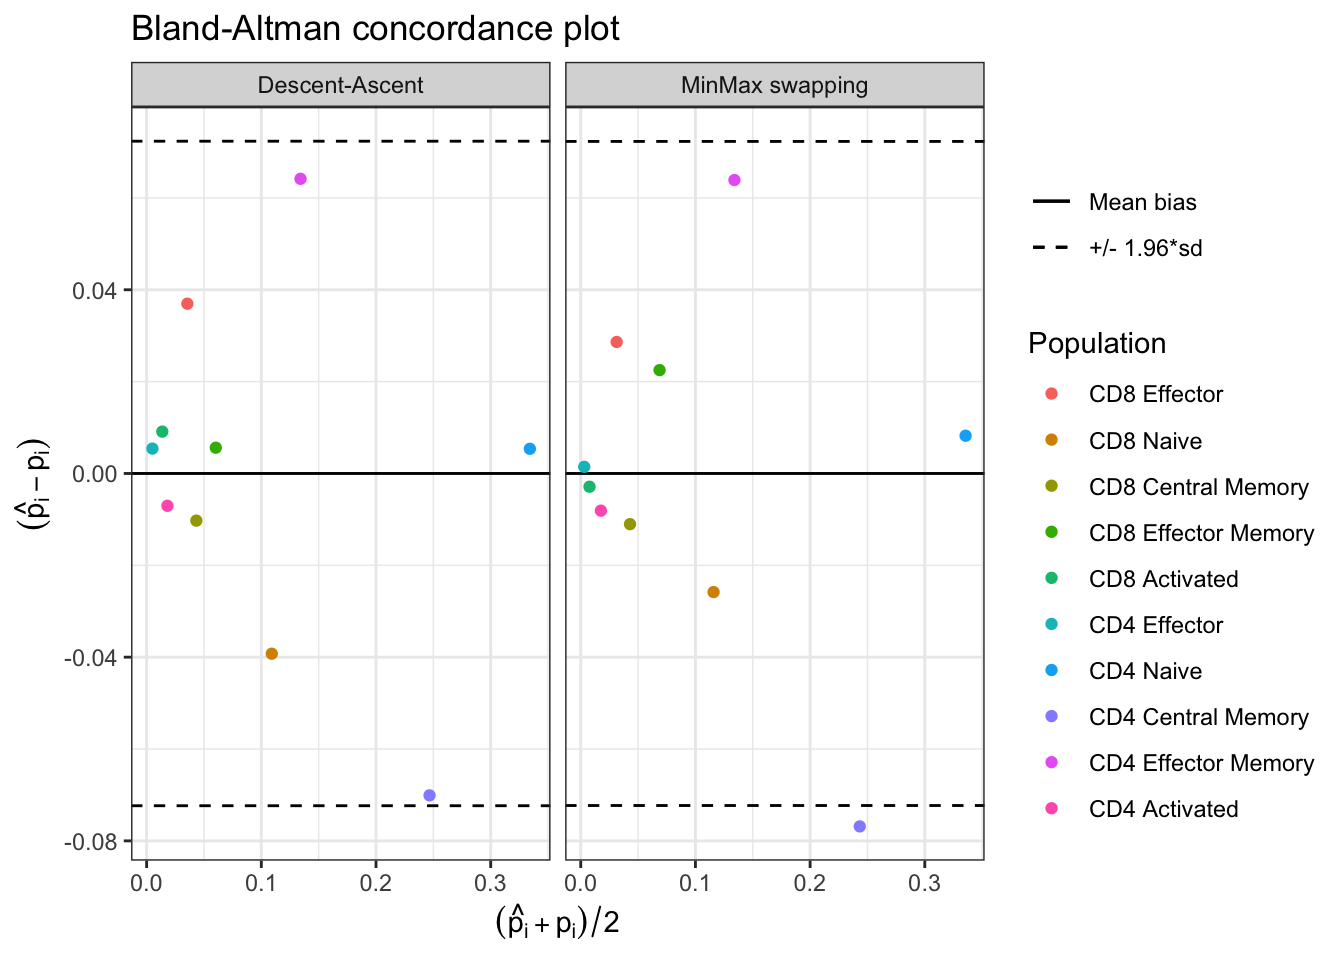 Bland-Altman concordance plot
Descent-Ascent
MinMax swapping
0.04
0.00
-0.04
-0.08
(p̂i − pi)
0.0 0.1 0.2 0.3
0.0 0.1 0.2 0.3
(p̂i + pi)/2
Mean bias
+/- 1.96*sd
Population
CD8 Effector
CD8 Naive
CD8 Central Memory
CD8 Effector Memory
CD8 Activated
CD4 Effector
CD4 Naive
CD4 Central Memory
CD4 Effector Memory
CD4 Activated